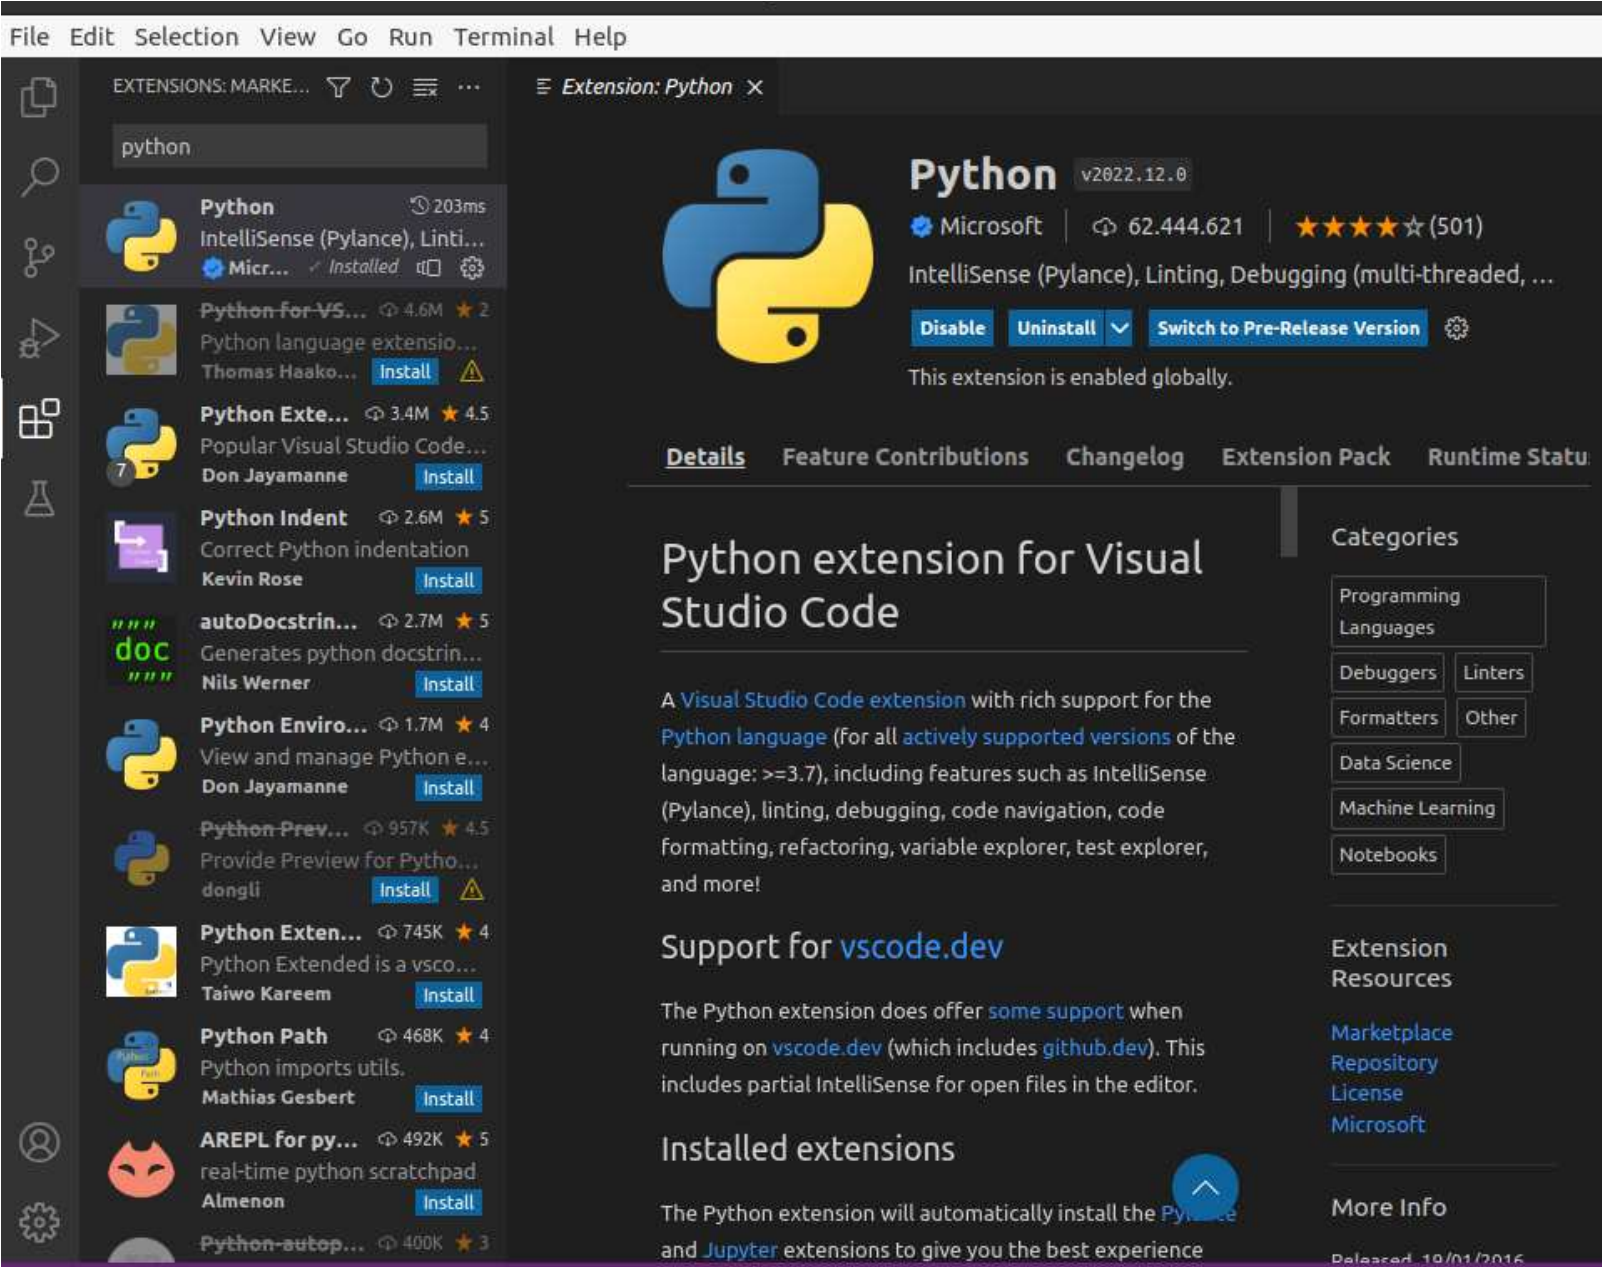 File Edit Selection View Go Run Terminal Help
EXTENSIONS: MARKE... ...
python
Python 203ms
IntelliSense (Pylance), Linti...
Micr... ✓ Installed
Python for VS... 4.6M ★ 2
Python language extensio...
Thomas Haako... Install
Python Exte... 3.4M ★ 4.5
Popular Visual Studio Code...
7
Don Jayamanne Install
Python Indent 2.6M ★ 5
Correct Python indentation
Kevin Rose Install
autoDocstrin... 2.7M ★ 5
"""
doc
"""
Generates python docstrin...
Nils Werner Install
Python Enviro... 1.7M ★ 4
View and manage Python e...
Don Jayamanne Install
Python Prev... 957K ★ 4.5
Provide Preview for Pytho...
dongli Install
Python Exten... 745K ★ 4
Python Extended is a vsco...
Taiwo Kareem Install
Python Path 468K ★ 4
Python imports utils.
Mathias Gesbert Install
AREPL for py... 492K ★ 5
real-time python scratchpad
Almenon Install
Python-autop... 400K ★ 3
Extension: Python ×
Python v2022.12.0
Microsoft | 62.444.621 | ★★★★☆(501)
IntelliSense (Pylance), Linting, Debugging (multi-threaded, ...
Disable Uninstall Switch to Pre-Release Version
This extension is enabled globally.
Details Feature Contributions Changelog Extension Pack Runtime Statu
Python extension for Visual
Studio Code
A Visual Studio Code extension with rich support for the
Python language (for all actively supported versions of the
language: >=3.7), including features such as IntelliSense
(Pylance), linting, debugging, code navigation, code
formatting, refactoring, variable explorer, test explorer,
and more!
Support for vscode.dev
The Python extension does offer some support when
running on vscode.dev (which includes github.dev). This
includes partial IntelliSense for open files in the editor.
Installed extensions
The Python extension will automatically install the
and Jupyter extensions to give you the best experience
Categories
Programming
Languages
Debuggers Linters
Formatters Other
Data Science
Machine Learning
Notebooks
Extension
Resources
Marketplace
Repository
License
Microsoft
More Info
Released 19/01/2016